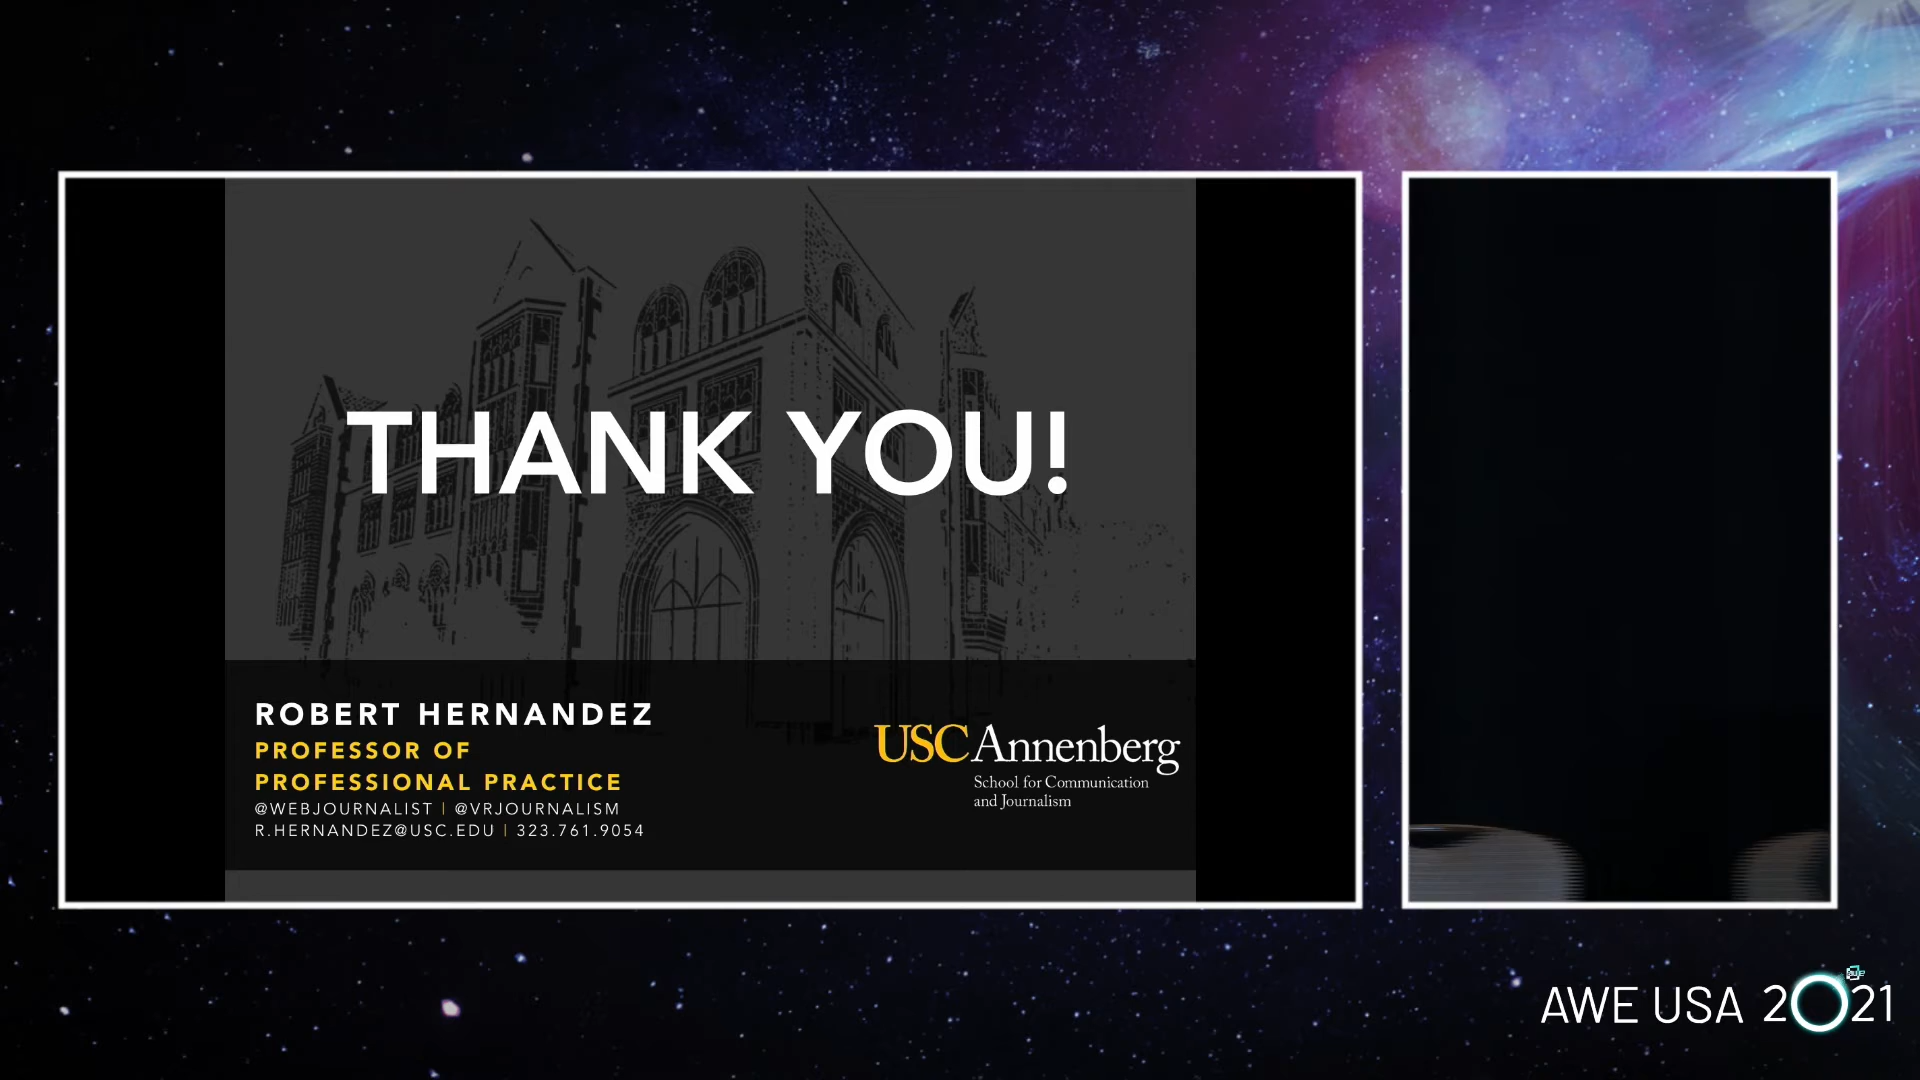 THANK YOU!
ROBERT HERNANDEZ
PROFESSOR OF
PROFESSIONAL PRACTICE
@WEBJOURNALIST | @VRJOURNALISM
R.HERNANDEZ@USC.EDU | 323.761.9054
USC Annenberg
School for Communication
and Journalism
AWE USA 2021